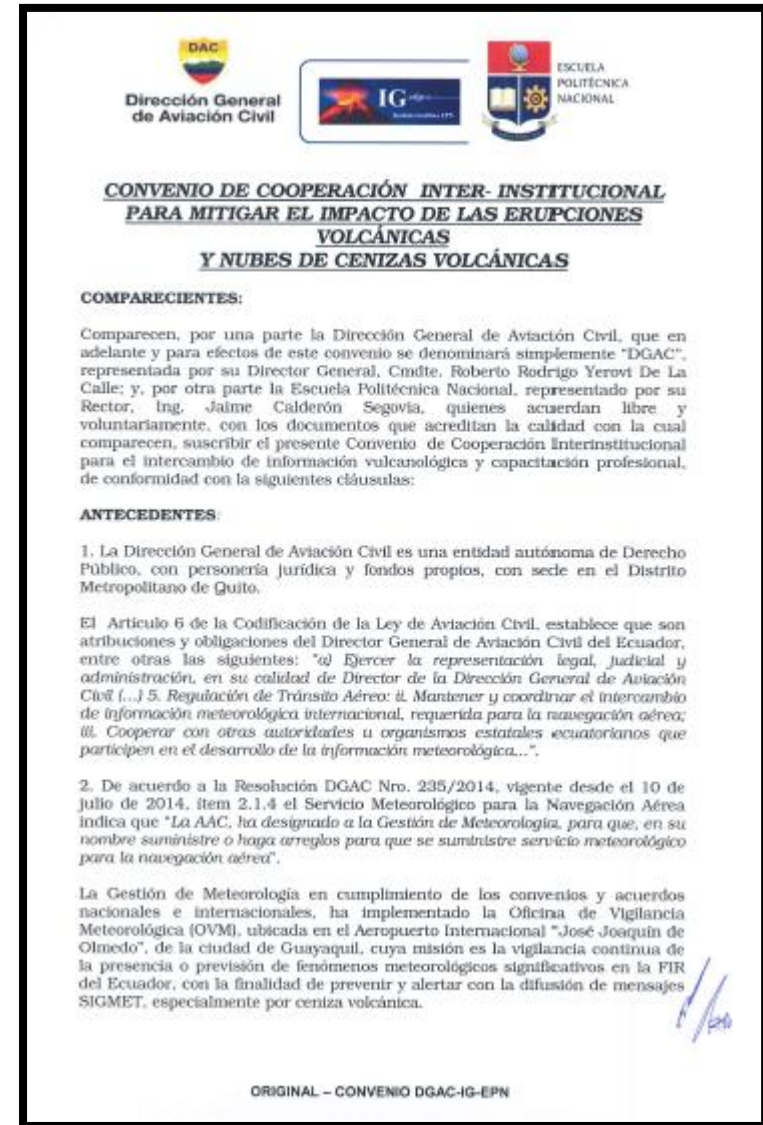 DAC
Dirección General
de Aviación Civil
IG
ESCUELA
POLITÉCNICA
NACIONAL
CONVENIO DE COOPERACIÓN INTER- INSTITUCIONAL
PARA MITIGAR EL IMPACTO DE LAS ERUPCIONES
VOLCÁNICAS
Y NUBES DE CENIZAS VOLCÁNICAS
COMPARECIENTES:
Comparecen, por una parte la Dirección General de Aviación Civil, que en
adelante y para efectos de este convenio se denominará simplemente "DGAC",
representada por su Director General, Cmdte. Roberto Rodrigo Yerovi De La
Calle; y, por otra parte la Escuela Politécnica Nacional, representado por su
Rector, Ing. Jaime Calderón Segovia, quienes acuerdan libre y
voluntariamente, con los documentos que acreditan la calidad con la cual
comparecen, suscribir el presente Convenio de Cooperación Interinstitucional
para el intercambio de información vulcanológica y capacitación profesional,
de conformidad con la siguientes cláusulas:
ANTECEDENTES:
1. La Dirección General de Aviación Civil es una entidad autónoma de Derecho
Público, con personería jurídica y fondos propios, con sede en el Distrito
Metropolitano de Quito.
El Artículo 6 de la Codificación de la Ley de Aviación Civil, establece que son
atribuciones y obligaciones del Director General de Aviación Civil del Ecuador,
entre otras las siguientes: "a) Ejercer la representación legal, judicial y
administración, en su calidad de Director de la Dirección General de Aviación
Civil (...) 5. Regulación de Tránsito Aéreo: ii. Mantener y coordinar el intercambio
de información meteorológica internacional, requerida para la navegación aérea;
iii. Cooperar con otras autoridades u organismos estatales ecuatorianos que
participen en el desarrollo de la información meteorológica...".
2. De acuerdo a la Resolución DGAC Nro. 235/2014, vigente desde el 10 de
julio de 2014, ítem 2.1.4 el Servicio Meteorológico para la Navegación Aérea
indica que "La AAC, ha designado a la Gestión de Meteorología, para que, en su
nombre suministre o haga arreglos para que se suministre servicio meteorológico
para la navegación aérea".
La Gestión de Meteorología en cumplimiento de los convenios y acuerdos
nacionales e internacionales, ha implementado la Oficina de Vigilancia
Meteorológica (OVM), ubicada en el Aeropuerto Internacional "José Joaquín de
Olmedo", de la ciudad de Guayaquil, cuya misión es la vigilancia continua de
la presencia o previsión de fenómenos meteorológicos significativos en la FIR
del Ecuador, con la finalidad de prevenir y alertar con la difusión de mensajes
SIGMET, especialmente por ceniza volcánica.
ORIGINAL – CONVENIO DGAC-IG-EPN